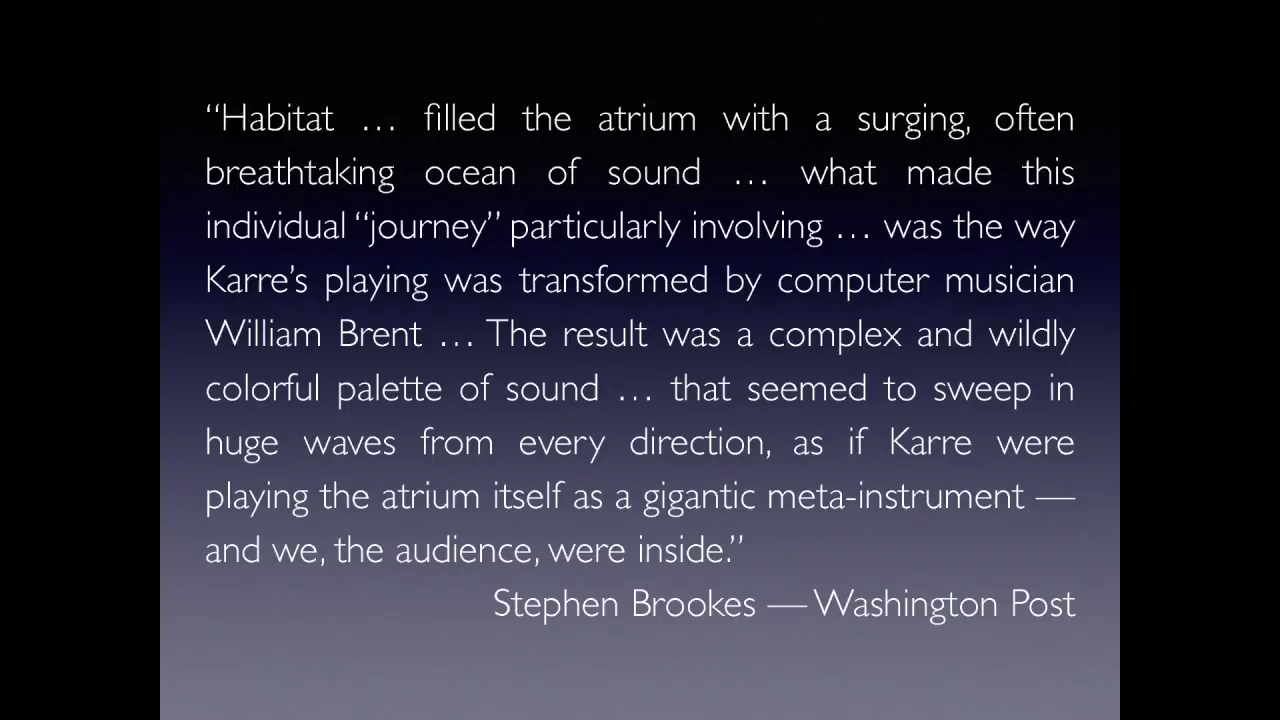 “Habitat … filled the atrium with a surging, often
breathtaking ocean of sound … what made this
individual “journey” particularly involving … was the way
Karre’s playing was transformed by computer musician
William Brent … The result was a complex and wildly
colorful palette of sound … that seemed to sweep in
huge waves from every direction, as if Karre were
playing the atrium itself as a gigantic meta-instrument —
and we, the audience, were inside.”
Stephen Brookes — Washington Post